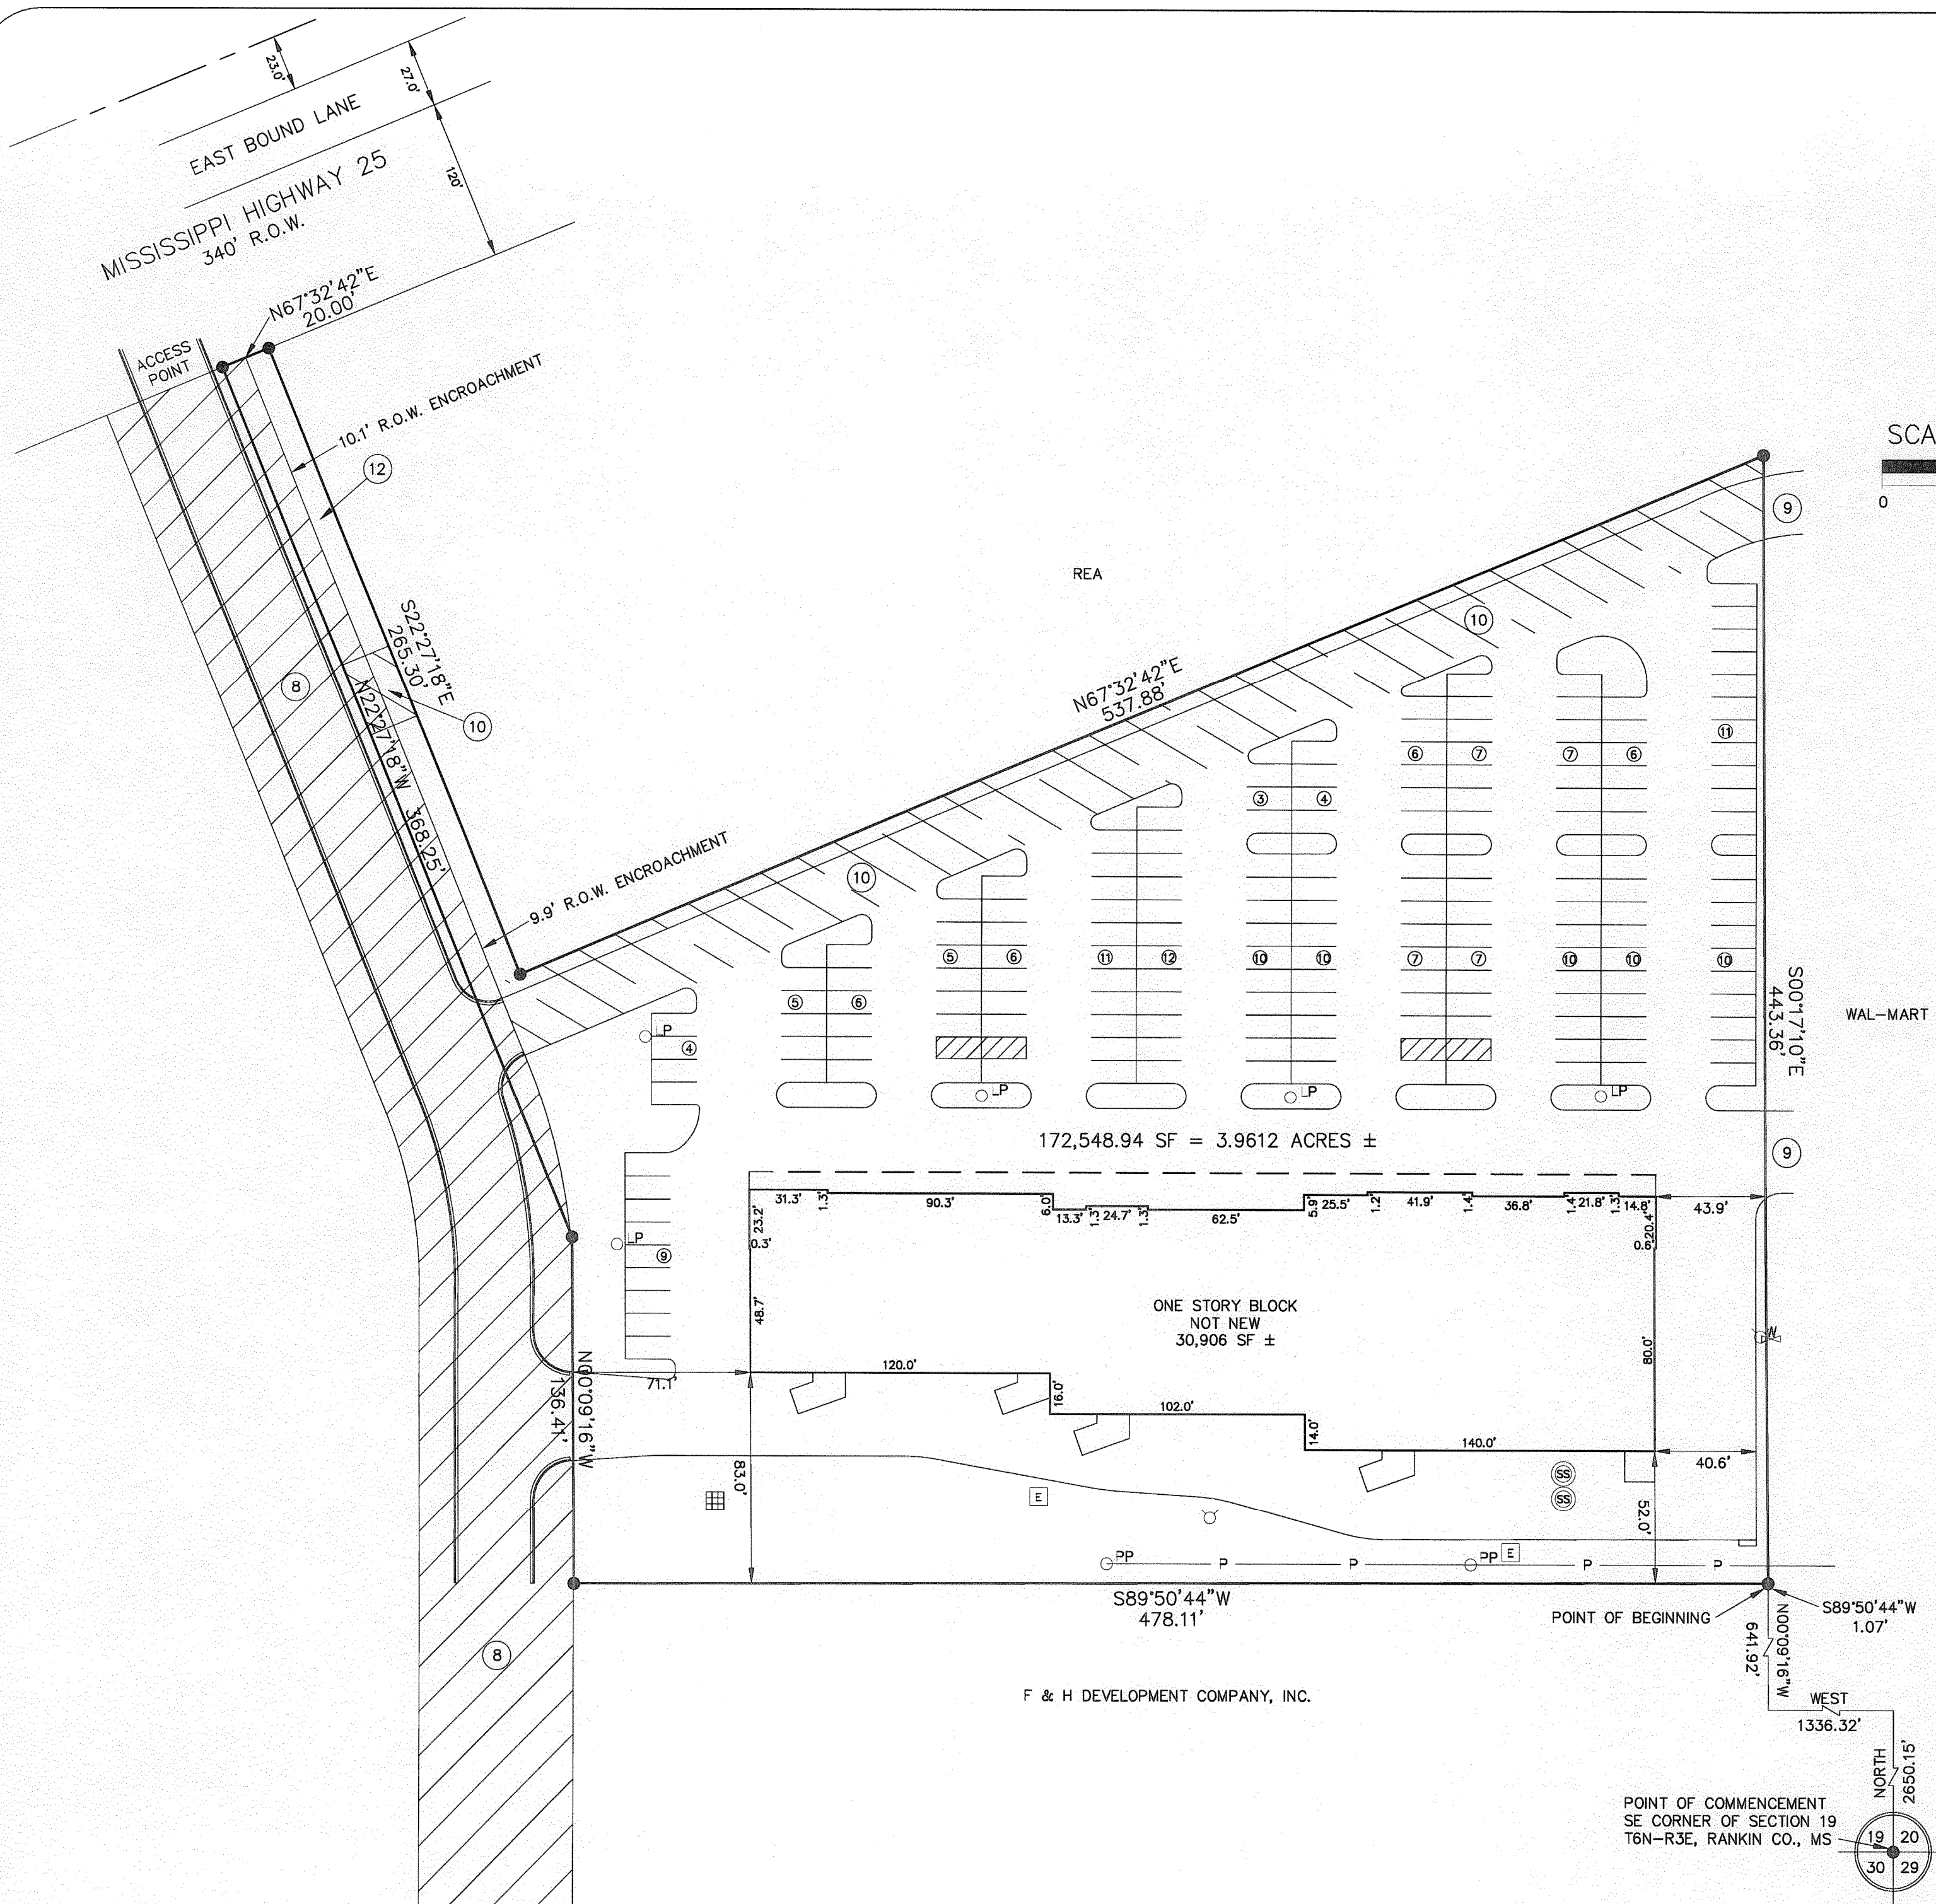 23.0'
27.0'
EAST BOUND LANE
120'
MISSISSIPPI HIGHWAY 25
340' R.O.W.
N67°32'42"E
20.00'
ACCESS
POINT
10.1' R.O.W. ENCROACHMENT
12
SCA
0
9
REA
10
S22°27'18"E
265.30'
8
N22°27'18"W 368.25'
10
N67°32'42"E
537.88'
11
6 7 7 6
3 4
9.9' R.O.W. ENCROACHMENT
10
5 6 11 12 10 10 7 7 10 10 10
5 6
S00°17'10"E
443.36'
WAL-MART
LP
4
LP LP LP
172,548.94 SF = 3.9612 ACRES ±
9
31.3' 1.3' 90.3' 6.0' 13.3' 1.3' 24.7' 1.3' 62.5' 5.9' 25.5' 1.2' 41.9' 1.4' 36.8' 1.4' 21.8' 1.3' 14.8' 43.9'
23.2'
0.3'
20.4'
0.6'
LP
9
48.7'
ONE STORY BLOCK
NOT NEW
30,906 SF ±
80.0'
W
N00°09'16"W
136.41'
71.1'
120.0'
16.0'
102.0'
14.0'
140.0'
40.6'
83.0'
E
SS
SS
52.0'
PP P P PP E P P
S89°50'44"W
478.11'
POINT OF BEGINNING
S89°50'44"W
1.07'
N00°09'16"W
641.92'
8
F & H DEVELOPMENT COMPANY, INC.
WEST
1336.32'
NORTH
2650.15'
POINT OF COMMENCEMENT
SE CORNER OF SECTION 19
T6N-R3E, RANKIN CO., MS
19 20
30 29